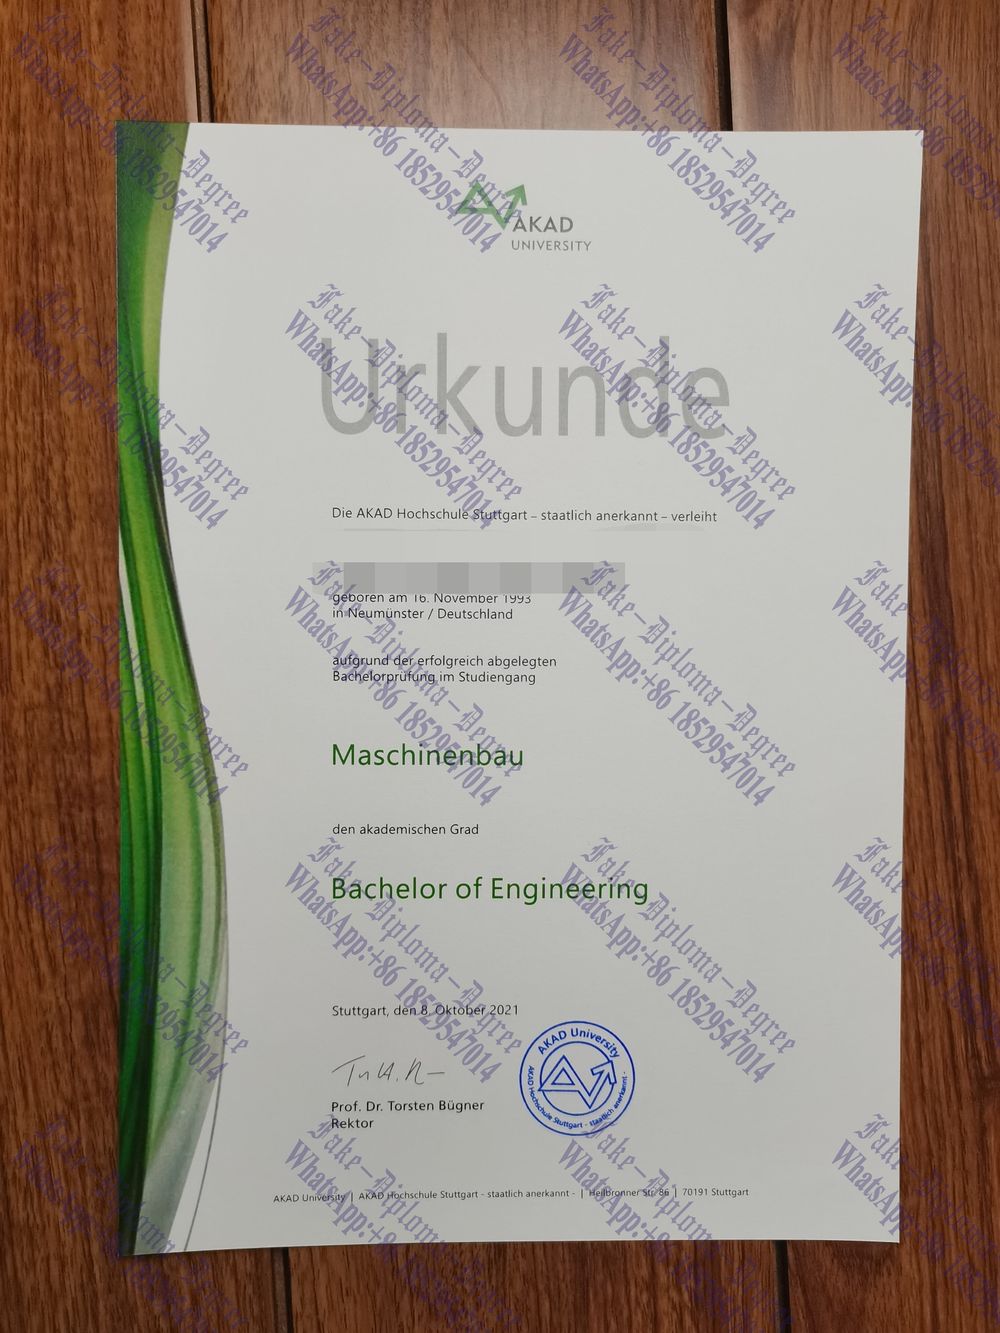 AKAD
UNIVERSITY
Urkunde
Die AKAD Hochschule Stuttgart – staatlich anerkannt – verleiht
geboren am 16. November 1993
in Neumünster / Deutschland
aufgrund der erfolgreich abgelegten
Bachelorprüfung im Studiengang
Maschinenbau
den akademischen Grad
Bachelor of Engineering
Stuttgart, den 8. Oktober 2021
Prof. Dr. Torsten Bügner
Rektor
AKAD University
AKAD Hochschule Stuttgart - staatlich anerkannt -
AKAD University | AKAD Hochschule Stuttgart - staatlich anerkannt - | Heilbronner Str. 86 | 70191 Stuttgart
Fake-Diploma-Degree
WhatsApp:+86 18529547014